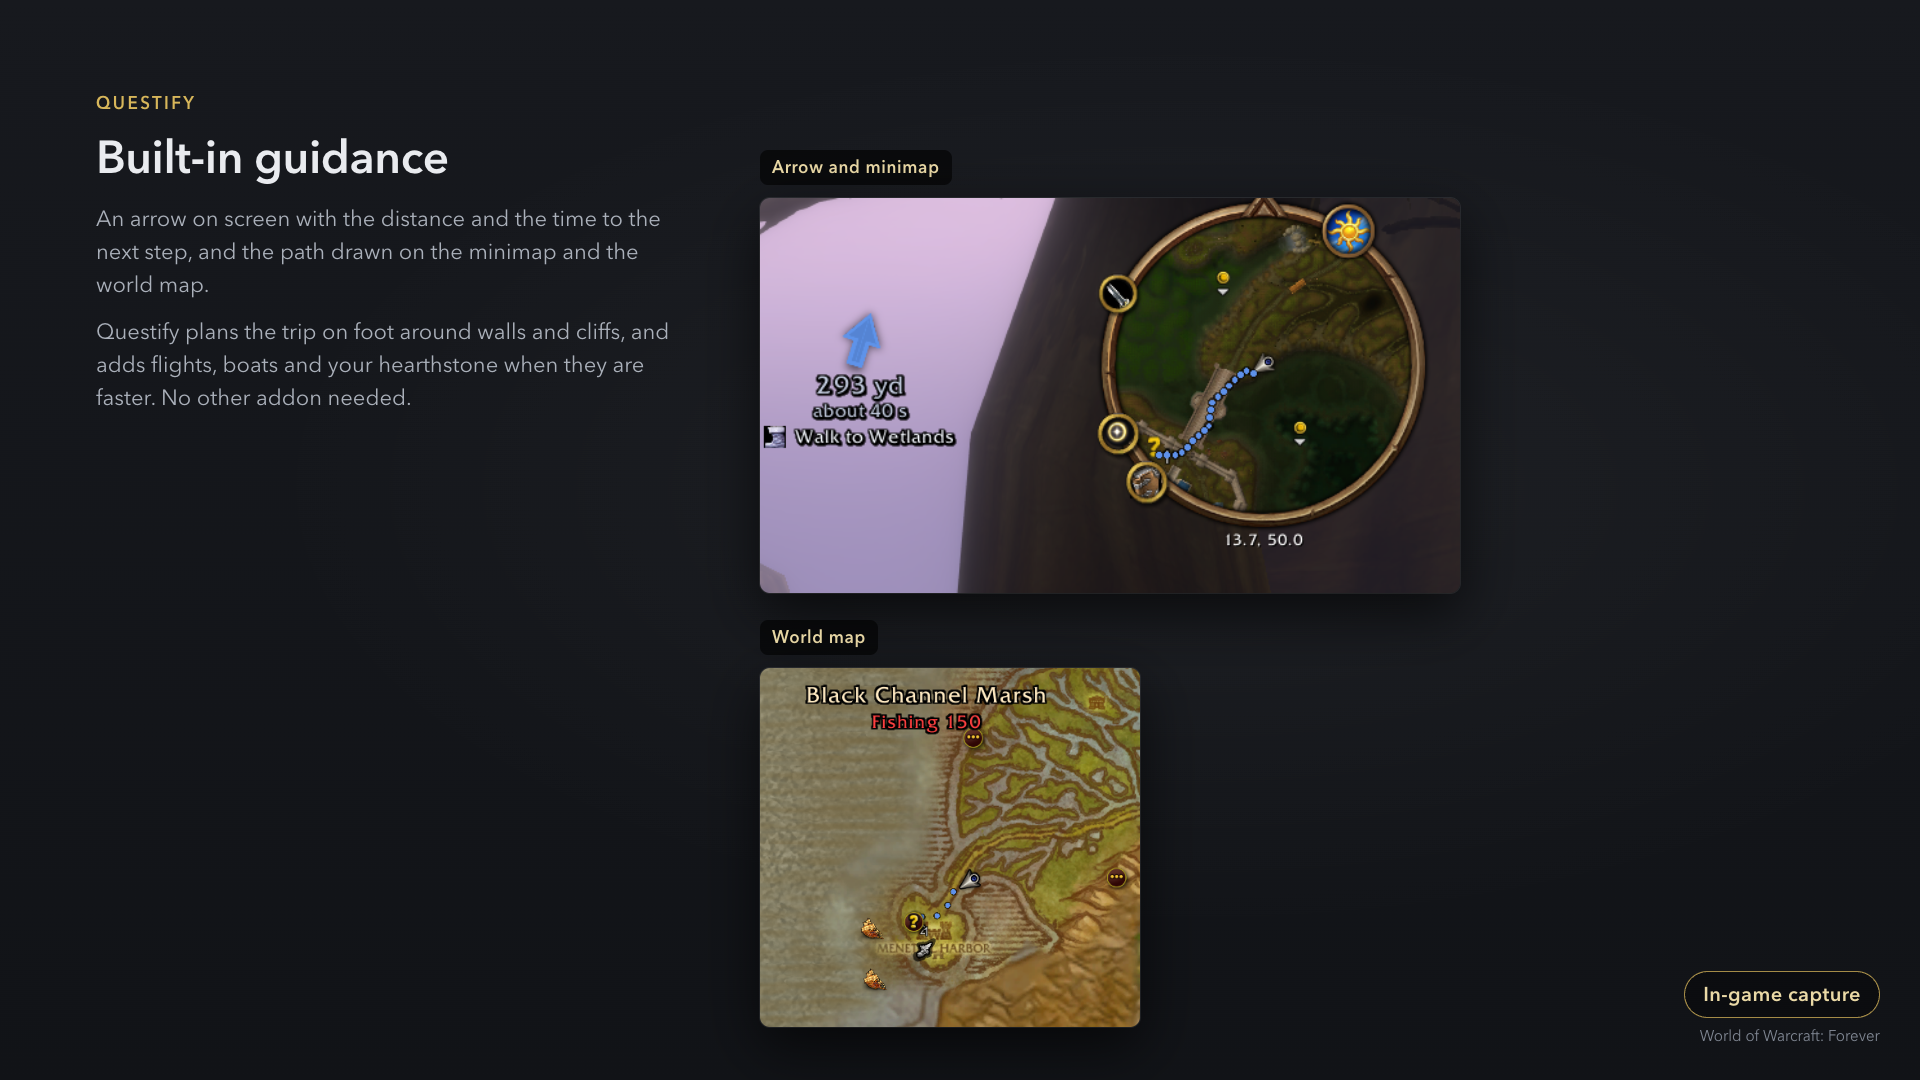 QUESTIFY
Built-in guidance
An arrow on screen with the distance and the time to the
next step, and the path drawn on the minimap and the
world map.
Questify plans the trip on foot around walls and cliffs, and
adds flights, boats and your hearthstone when they are
faster. No other addon needed.
Arrow and minimap
293 yd
about 40 s
Walk to Wetlands
13.7, 50.0
World map
Black Channel Marsh
Fishing 150
HARBOR
In-game capture
World of Warcraft: Forever